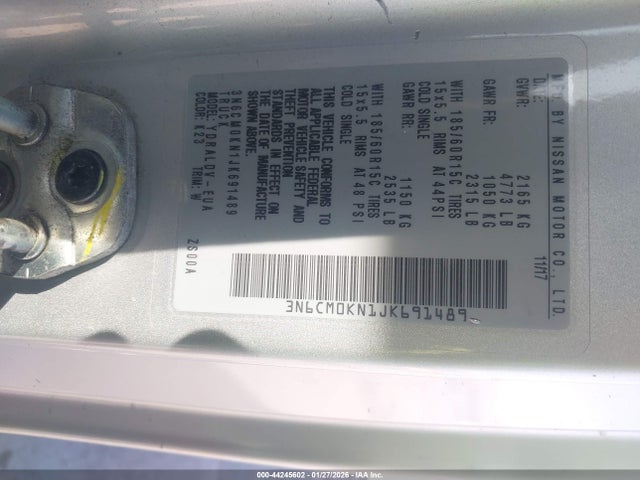 MFD. BY NISSAN MOTOR CO., LTD.
DATE: 11/17
GVWR: 2165 KG
4773 LB
GAWR FR: 1050 KG
2315 LB
WITH 185/60R15C TIRES
15x5.5 RIMS AT 44PSI
COLD SINGLE
GAWR RR: 1150 KG
2535 LB
WITH 185/60R15C TIRES
15x5.5 RIMS AT 48 PSI
COLD SINGLE
THIS VEHICLE CONFORMS TO
ALL APPLICABLE FEDERAL
MOTOR VEHICLE SAFETY AND
THEFT PREVENTION
STANDARDS IN EFFECT ON
THE DATE OF MANUFACTURE
SHOWN ABOVE.
3N6CM0KN1JK691489
TRUCK
COLOR: K23 TRIM: W
ZS00A
3N6CM0KN1JK691489
000-44245602 | 01/27/2026 | IAA Inc.